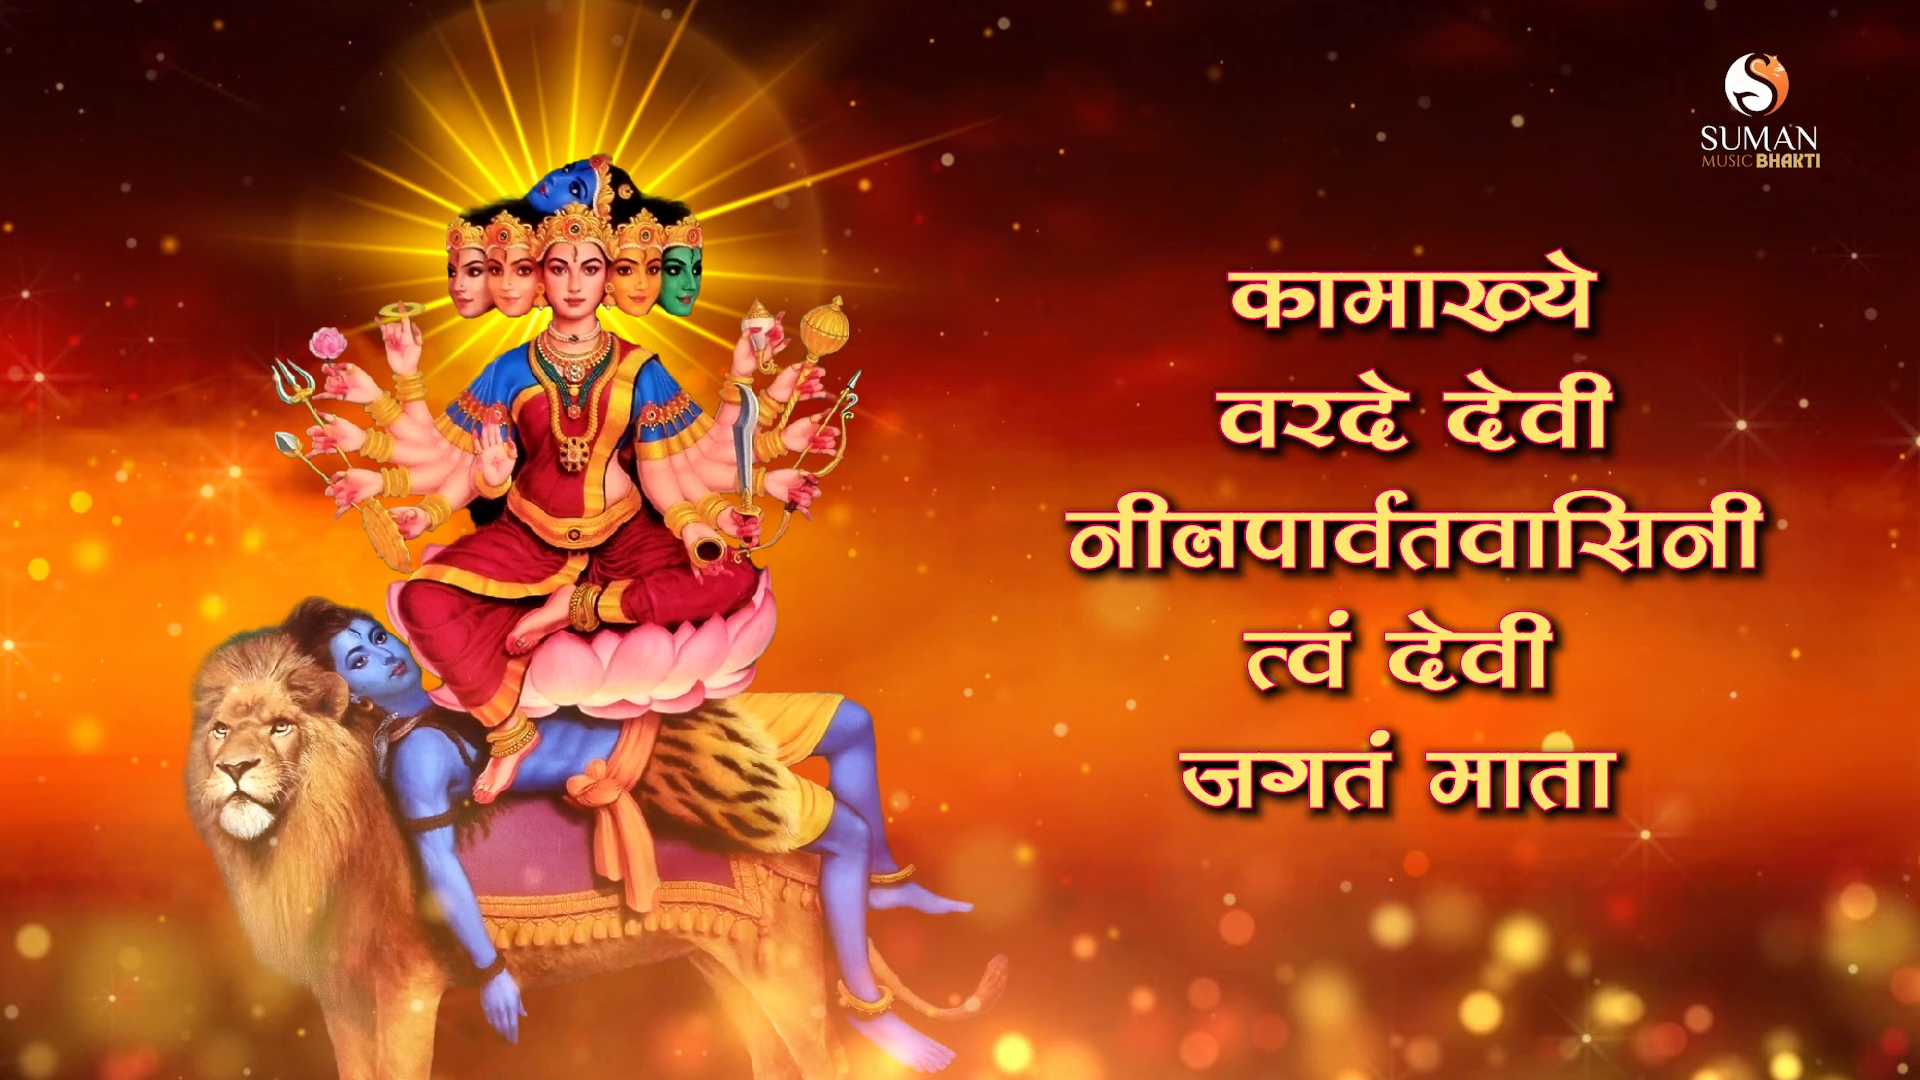 SUMAN
MUSIC BHAKTI
कामाख्ये
वरदे देवी
नीलपार्वतवासिनी
त्वं देवी
जगतं माता